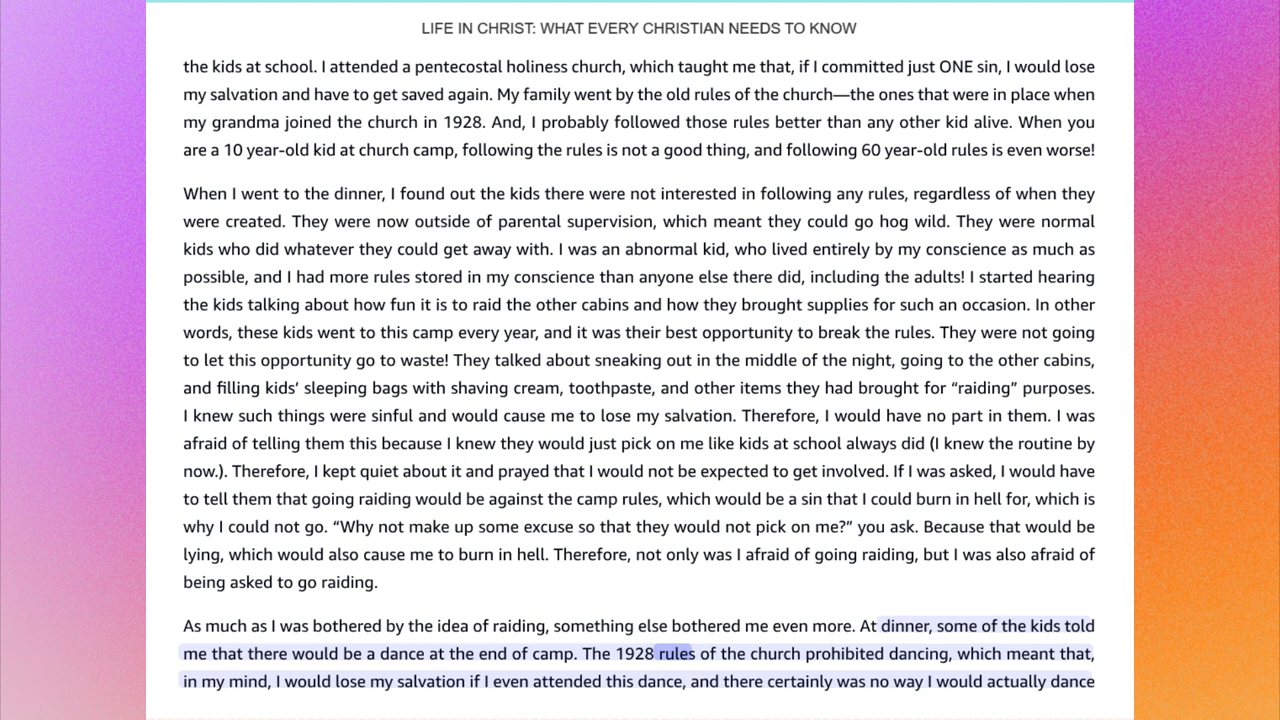 LIFE IN CHRIST: WHAT EVERY CHRISTIAN NEEDS TO KNOW
the kids at school. I attended a pentecostal holiness church, which taught me that, if I committed just ONE sin, I would lose
my salvation and have to get saved again. My family went by the old rules of the church—the ones that were in place when
my grandma joined the church in 1928. And, I probably followed those rules better than any other kid alive. When you
are a 10 year-old kid at church camp, following the rules is not a good thing, and following 60 year-old rules is even worse!
When I went to the dinner, I found out the kids there were not interested in following any rules, regardless of when they
were created. They were now outside of parental supervision, which meant they could go hog wild. They were normal
kids who did whatever they could get away with. I was an abnormal kid, who lived entirely by my conscience as much as
possible, and I had more rules stored in my conscience than anyone else there did, including the adults! I started hearing
the kids talking about how fun it is to raid the other cabins and how they brought supplies for such an occasion. In other
words, these kids went to this camp every year, and it was their best opportunity to break the rules. They were not going
to let this opportunity go to waste! They talked about sneaking out in the middle of the night, going to the other cabins,
and filling kids’ sleeping bags with shaving cream, toothpaste, and other items they had brought for “raiding” purposes.
I knew such things were sinful and would cause me to lose my salvation. Therefore, I would have no part in them. I was
afraid of telling them this because I knew they would just pick on me like kids at school always did (I knew the routine by
now.). Therefore, I kept quiet about it and prayed that I would not be expected to get involved. If I was asked, I would have
to tell them that going raiding would be against the camp rules, which would be a sin that I could burn in hell for, which is
why I could not go. “Why not make up some excuse so that they would not pick on me?” you ask. Because that would be
lying, which would also cause me to burn in hell. Therefore, not only was I afraid of going raiding, but I was also afraid of
being asked to go raiding.
As much as I was bothered by the idea of raiding, something else bothered me even more. At dinner, some of the kids told
me that there would be a dance at the end of camp. The 1928 rules of the church prohibited dancing, which meant that,
in my mind, I would lose my salvation if I even attended this dance, and there certainly was no way I would actually dance